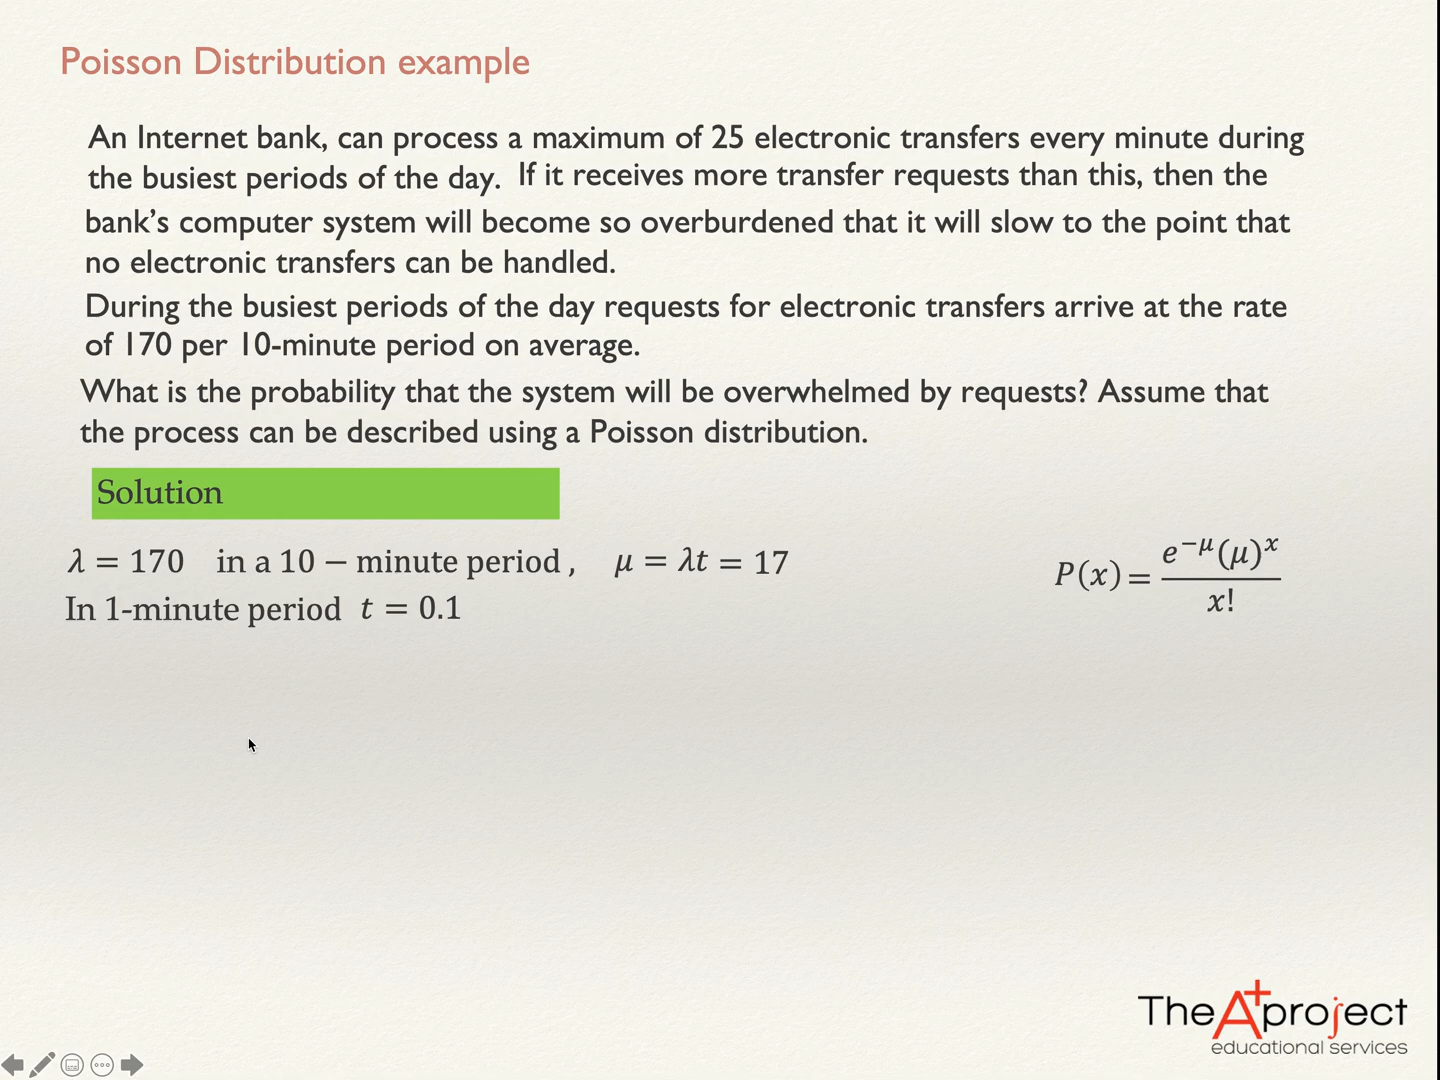 Poisson Distribution example
An Internet bank, can process a maximum of 25 electronic transfers every minute during
the busiest periods of the day. If it receives more transfer requests than this, then the
bank’s computer system will become so overburdened that it will slow to the point that
no electronic transfers can be handled.
During the busiest periods of the day requests for electronic transfers arrive at the rate
of 170 per 10-minute period on average.
What is the probability that the system will be overwhelmed by requests? Assume that
the process can be described using a Poisson distribution.
Solution
λ = 170 in a 10 − minute period , μ = λt = 17
In 1-minute period t = 0.1
P(x) = e^−μ (μ)^x / x!
The A+ project
educational services